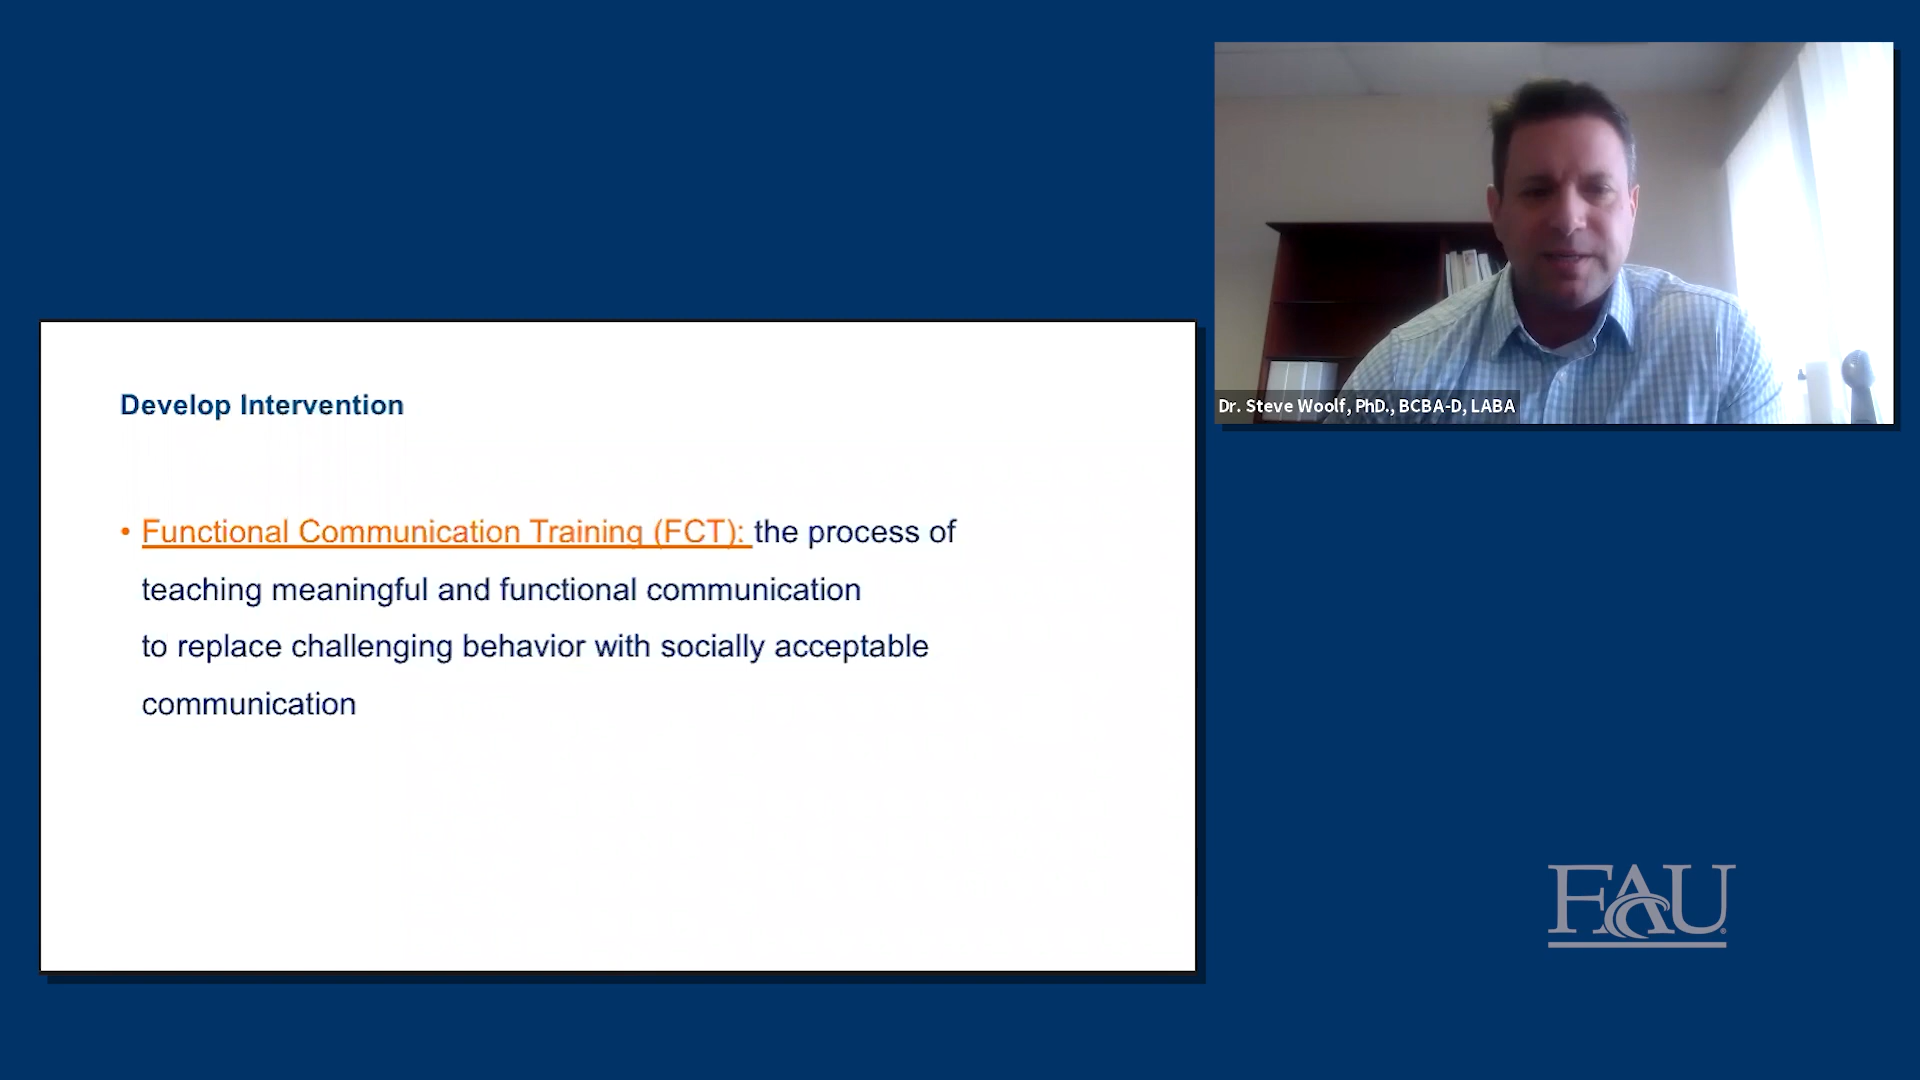 Dr. Steve Woolf, PhD., BCBA-D, LABA
Develop Intervention
• Functional Communication Training (FCT): the process of
teaching meaningful and functional communication
to replace challenging behavior with socially acceptable
communication
FAU